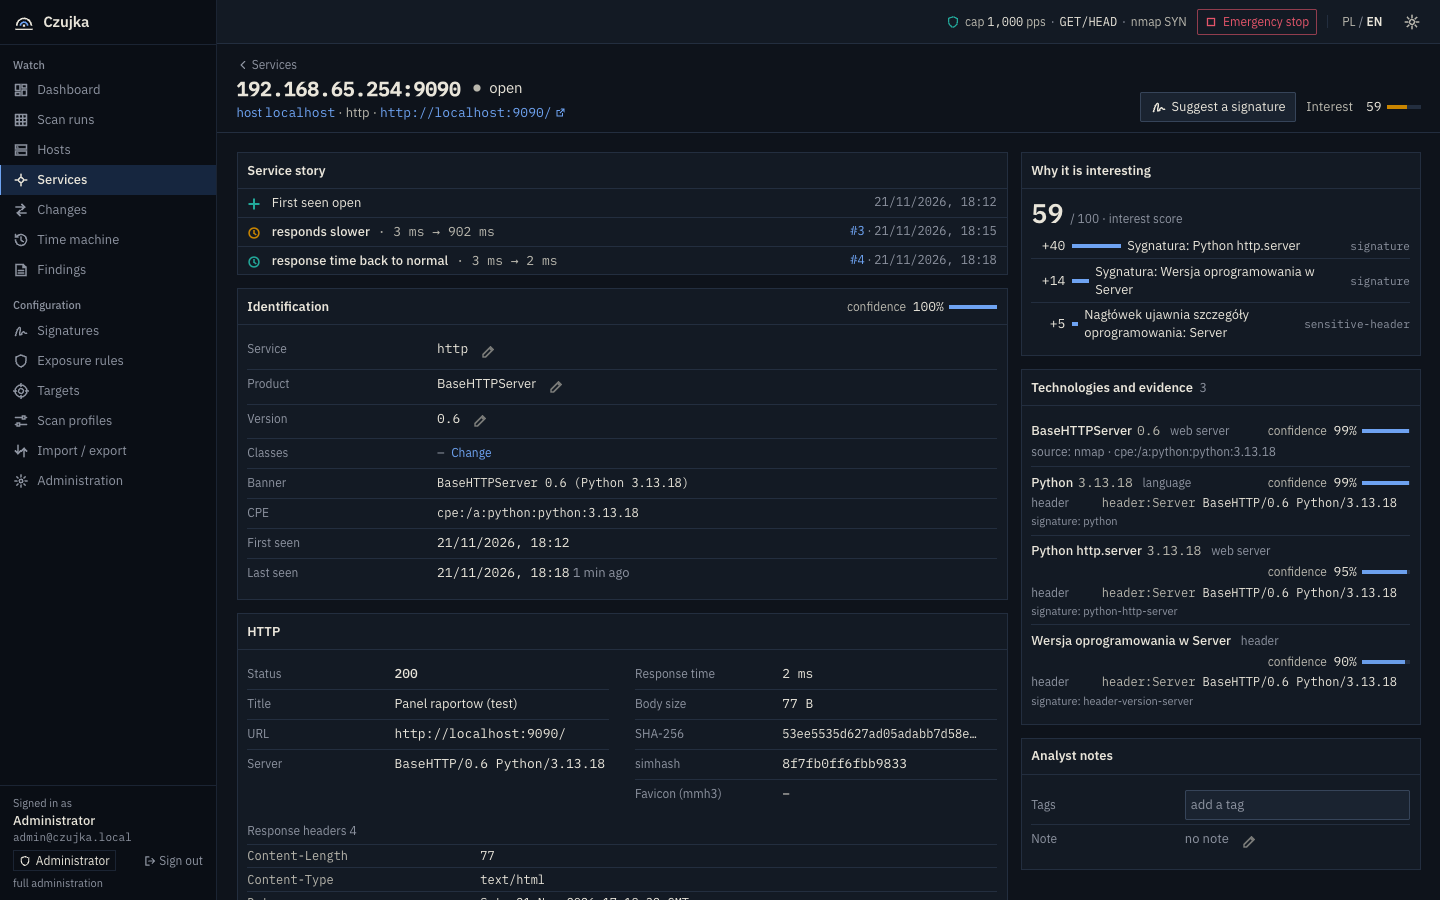 Czujka
Watch
Dashboard
Scan runs
Hosts
Services
Changes
Time machine
Findings
Configuration
Signatures
Exposure rules
Targets
Scan profiles
Import / export
Administration
Signed in as
Administrator
admin@czujka.local
Administrator
Sign out
full administration
cap 1,000 pps · GET/HEAD · nmap SYN
Emergency stop
PL / EN
Services
192.168.65.254:9090 open
host localhost · http · http://localhost:9090/
Suggest a signature
Interest 59
Service story
First seen open 21/11/2026, 18:12
responds slower · 3 ms → 902 ms #3 · 21/11/2026, 18:15
response time back to normal · 3 ms → 2 ms #4 · 21/11/2026, 18:18
Identification confidence 100%
Service http
Product BaseHTTPServer
Version 0.6
Classes – Change
Banner BaseHTTPServer 0.6 (Python 3.13.18)
CPE cpe:/a:python:python:3.13.18
First seen 21/11/2026, 18:12
Last seen 21/11/2026, 18:18 1 min ago
HTTP
Status 200
Title Panel raportow (test)
URL http://localhost:9090/
Server BaseHTTP/0.6 Python/3.13.18
Response time 2 ms
Body size 77 B
SHA-256 53ee5535d627ad05adabb7d58e…
simhash 8f7fb0ff6fbb9833
Favicon (mmh3) –
Response headers 4
Content-Length 77
Content-Type text/html
Why it is interesting
59 / 100 · interest score
+40 Sygnatura: Python http.server signature
+14 Sygnatura: Wersja oprogramowania w
Server signature
+5 Nagłówek ujawnia szczegóły
oprogramowania: Server sensitive-header
Technologies and evidence 3
BaseHTTPServer 0.6 web server confidence 99%
source: nmap · cpe:/a:python:python:3.13.18
Python 3.13.18 language confidence 99%
header header:Server BaseHTTP/0.6 Python/3.13.18
signature: python
Python http.server 3.13.18 web server
confidence 95%
header header:Server BaseHTTP/0.6 Python/3.13.18
signature: python-http-server
Wersja oprogramowania w Server header
confidence 90%
header header:Server BaseHTTP/0.6 Python/3.13.18
signature: header-version-server
Analyst notes
Tags add a tag
Note no note